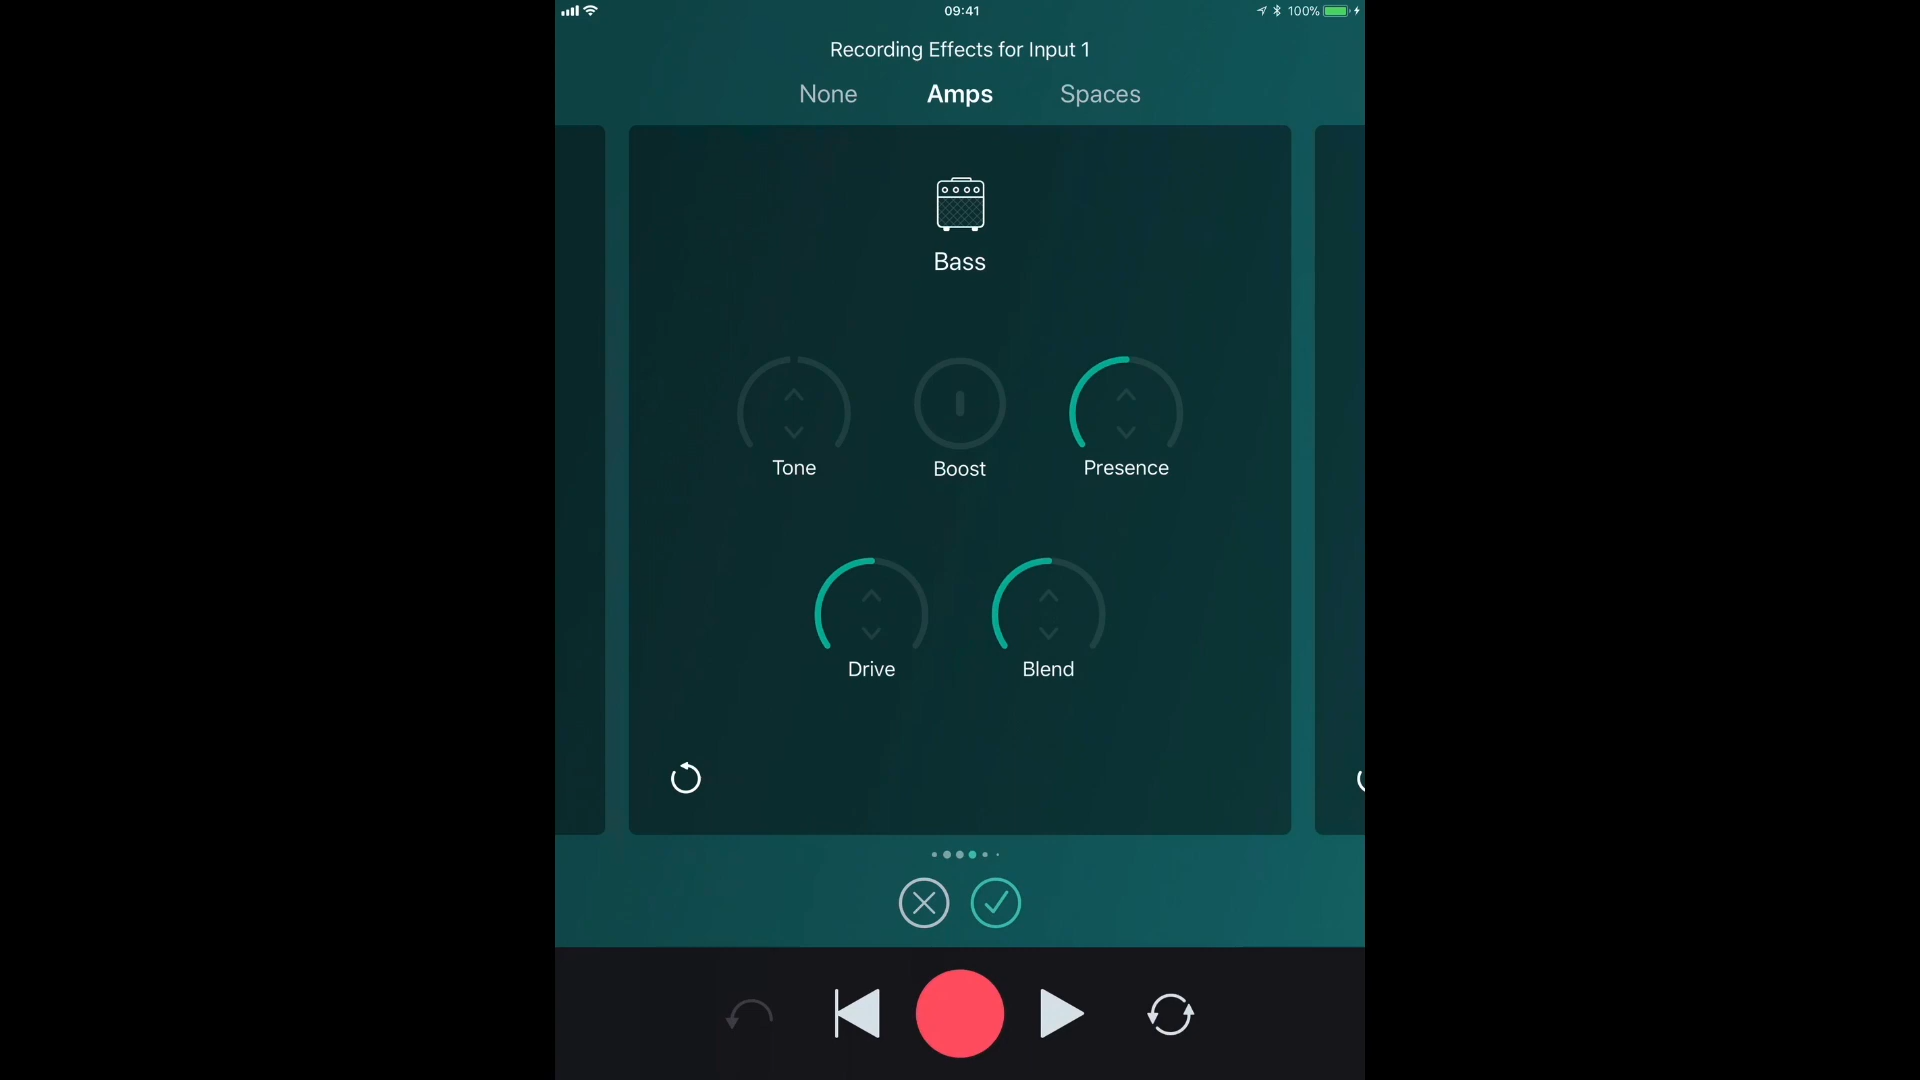 09:41
100%
Recording Effects for Input 1
None
Amps
Spaces
Bass
Tone
Boost
Presence
Drive
Blend